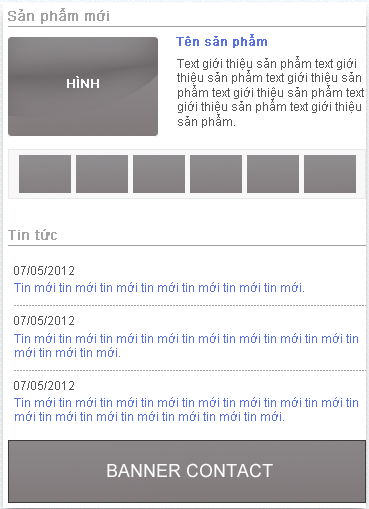 Sản phẩm mới
HÌNH
Tên sản phẩm
Text giới thiệu sản phẩm text giới
thiệu sản phẩm text giới thiệu sản
phẩm text giới thiệu sản phẩm text
giới thiệu sản phẩm text giới thiệu
sản phẩm.
Tin tức
07/05/2012
Tin mới tin mới tin mới tin mới tin mới tin mới tin mới.
07/05/2012
Tin mới tin mới tin mới tin mới tin mới tin mới tin mới tin
mới tin mới tin mới.
07/05/2012
Tin mới tin mới tin mới tin mới tin mới tin mới tin mới tin
mới tin mới tin mới tin mới tin mới tin mới tin mới.
BANNER CONTACT